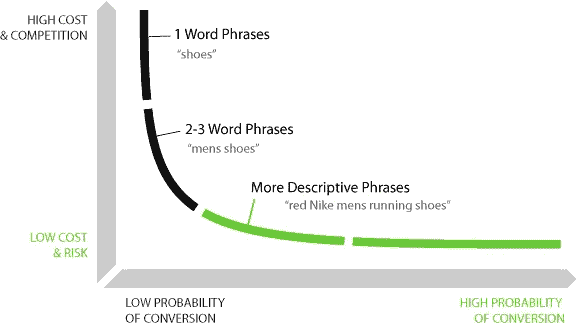 HIGH COST
& COMPETITION
1 Word Phrases
“shoes”
2-3 Word Phrases
“mens shoes”
More Descriptive Phrases
“red Nike mens running shoes”
LOW COST
& RISK
LOW PROBABILITY
OF CONVERSION
HIGH PROBABILITY
OF CONVERSION